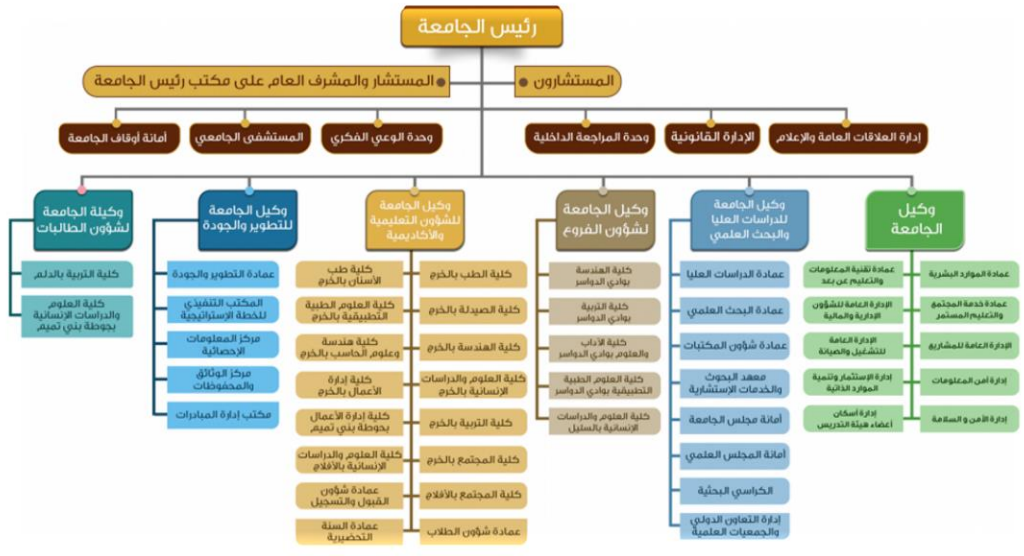 رئيس الجامعة
المستشارون
المستشار والمشرف العام على مكتب رئيس الجامعة
إدارة العلاقات العامة والإعلام
الإدارة القانونية
وحدة المراجعة الداخلية
وحدة الوعي الفكري
المستشفى الجامعي
أمانة أوقاف الجامعة
وكيل
الجامعة
عمادة الموارد البشرية
عمادة خدمة المجتمع
والتعليم المستمر
الإدارة العامة للمشاريع
إدارة أمن المعلومات
إدارة الأمن و السلامة
عمادة تقنية المعلومات
والتعليم عن بعد
الإدارة العامة للشؤون
الإدارية والمالية
الإدارة العامة
للتشغيل والصيانة
إدارة الإستثمار وتنمية
الموارد الذاتية
إدارة أسكان
أعضاء هيئة التدريس
وكيل الجامعة
للدراسات العليا
والبحث العلمي
عمادة الدراسات العليا
عمادة البحث العلمي
عمادة شؤون المكتبات
معهد البحوث
والخدمات الإستشارية
أمانة مجلس الجامعة
أمانة المجلس العلمي
الكراسي البحثية
إدارة التعاون الدولي
والجمعيات العلمية
وكيل الجامعة
لشؤون الفروع
كلية الهندسة
بوادي الدواسر
كلية التربية
بوادي الدواسر
كلية الآداب
والعلوم بوادي الدواسر
كلية العلوم الطبية
التطبيقية بوادي الدواسر
كلية العلوم والدراسات
الإنسانية بالسليل
وكيل الجامعة
للشؤون التعليمية
والأكاديمية
كلية الطب بالخرج
كلية الصيدلة بالخرج
كلية الهندسة بالخرج
كلية العلوم والدراسات
الإنسانية بالخرج
كلية التربية بالخرج
كلية المجتمع بالخرج
كلية المجتمع بالأفلاج
عمادة شؤون الطلاب
كلية طب
الأسنان بالخرج
كلية العلوم الطبية
التطبيقية بالخرج
كلية هندسة
وعلوم الحاسب بالخرج
كلية إدارة
الأعمال بالخرج
كلية إدارة الأعمال
بحوطة بني تميم
كلية العلوم والدراسات
الإنسانية بالأفلاج
عمادة شؤون
القبول والتسجيل
عمادة السنة
التحضيرية
وكيل الجامعة
للتطوير والجودة
عمادة التطوير والجودة
المكتب التنفيذي
للخطة الإستراتيجية
مركز المعلومات
الإحصائية
مركز الوثائق
والمحفوظات
مكتب إدارة المبادرات
وكيلة الجامعة
لشؤون الطالبات
كلية التربية بالدلم
كلية العلوم
والدراسات الإنسانية
بحوطة بني تميم